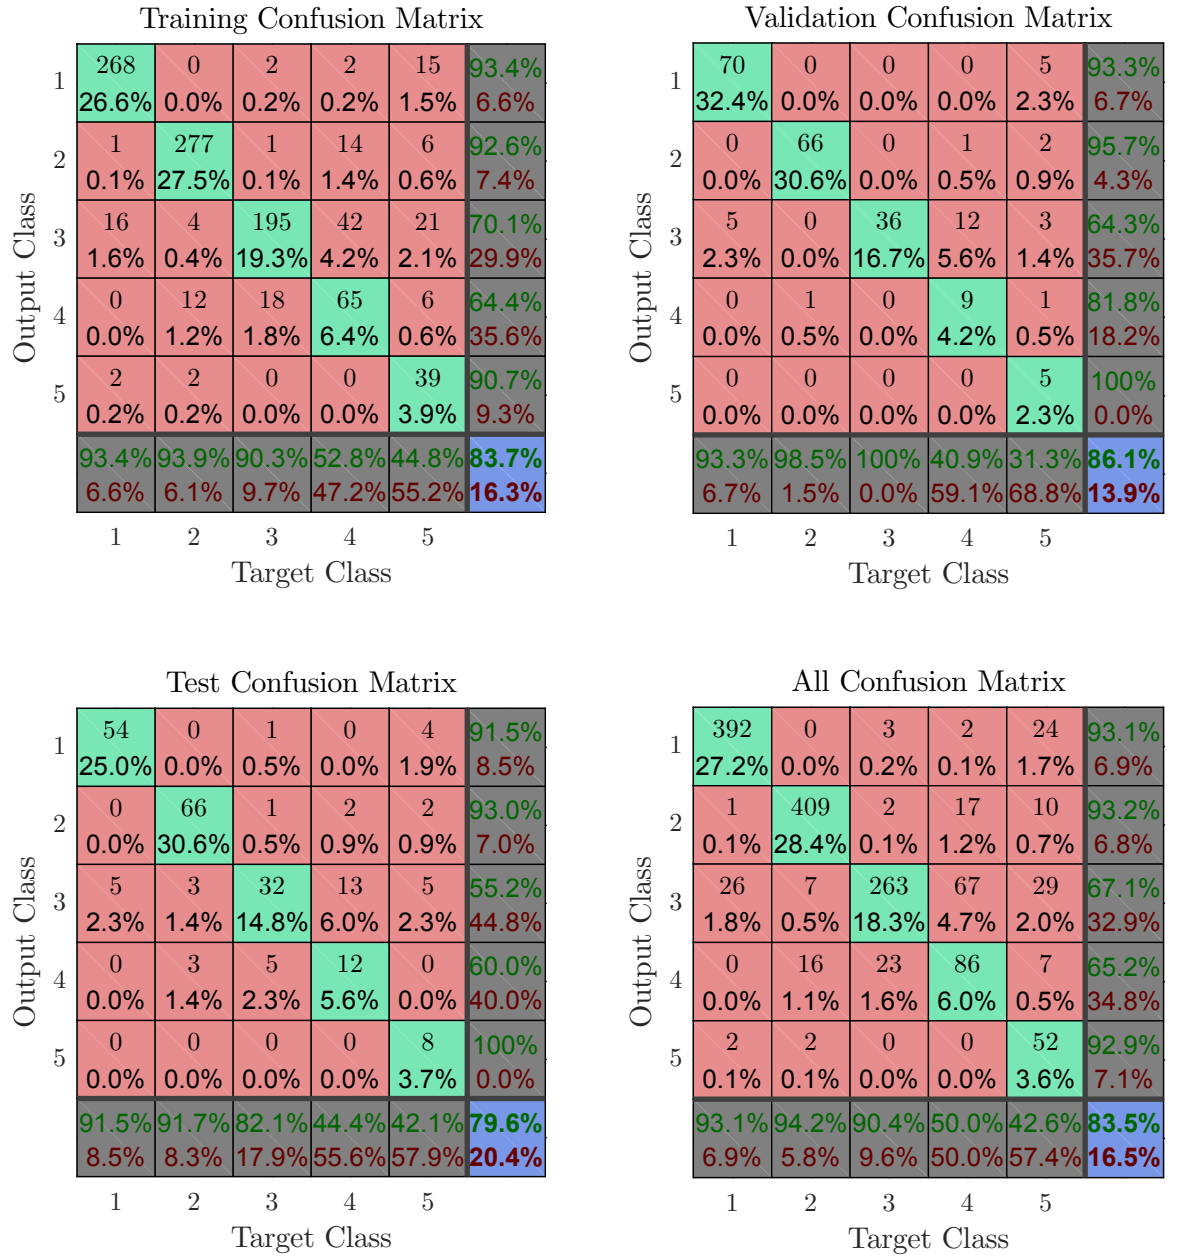 Training Confusion Matrix
1 268 0 2 2 15 93.4%
26.6% 0.0% 0.2% 0.2% 1.5% 6.6%
2 1 277 1 14 6 92.6%
0.1% 27.5% 0.1% 1.4% 0.6% 7.4%
3 16 4 195 42 21 70.1%
1.6% 0.4% 19.3% 4.2% 2.1% 29.9%
4 0 12 18 65 6 64.4%
0.0% 1.2% 1.8% 6.4% 0.6% 35.6%
5 2 2 0 0 39 90.7%
0.2% 0.2% 0.0% 0.0% 3.9% 9.3%
93.4% 93.9% 90.3% 52.8% 44.8% 83.7%
6.6% 6.1% 9.7% 47.2% 55.2% 16.3%
1 2 3 4 5
Target Class
Output Class
Validation Confusion Matrix
1 70 0 0 0 5 93.3%
32.4% 0.0% 0.0% 0.0% 2.3% 6.7%
2 0 66 0 1 2 95.7%
0.0% 30.6% 0.0% 0.5% 0.9% 4.3%
3 5 0 36 12 3 64.3%
2.3% 0.0% 16.7% 5.6% 1.4% 35.7%
4 0 1 0 9 1 81.8%
0.0% 0.5% 0.0% 4.2% 0.5% 18.2%
5 0 0 0 0 5 100%
0.0% 0.0% 0.0% 0.0% 2.3% 0.0%
93.3% 98.5% 100% 40.9% 31.3% 86.1%
6.7% 1.5% 0.0% 59.1% 68.8% 13.9%
1 2 3 4 5
Target Class
Output Class
Test Confusion Matrix
1 54 0 1 0 4 91.5%
25.0% 0.0% 0.5% 0.0% 1.9% 8.5%
2 0 66 1 2 2 93.0%
0.0% 30.6% 0.5% 0.9% 0.9% 7.0%
3 5 3 32 13 5 55.2%
2.3% 1.4% 14.8% 6.0% 2.3% 44.8%
4 0 3 5 12 0 60.0%
0.0% 1.4% 2.3% 5.6% 0.0% 40.0%
5 0 0 0 0 8 100%
0.0% 0.0% 0.0% 0.0% 3.7% 0.0%
91.5% 91.7% 82.1% 44.4% 42.1% 79.6%
8.5% 8.3% 17.9% 55.6% 57.9% 20.4%
1 2 3 4 5
Target Class
Output Class
All Confusion Matrix
1 392 0 3 2 24 93.1%
27.2% 0.0% 0.2% 0.1% 1.7% 6.9%
2 1 409 2 17 10 93.2%
0.1% 28.4% 0.1% 1.2% 0.7% 6.8%
3 26 7 263 67 29 67.1%
1.8% 0.5% 18.3% 4.7% 2.0% 32.9%
4 0 16 23 86 7 65.2%
0.0% 1.1% 1.6% 6.0% 0.5% 34.8%
5 2 2 0 0 52 92.9%
0.1% 0.1% 0.0% 0.0% 3.6% 7.1%
93.1% 94.2% 90.4% 50.0% 42.6% 83.5%
6.9% 5.8% 9.6% 50.0% 57.4% 16.5%
1 2 3 4 5
Target Class
Output Class